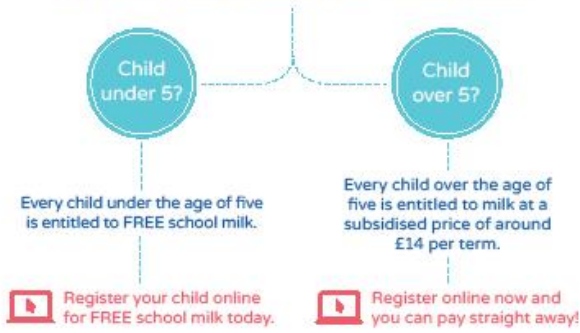 Child
under 5?
Child
over 5?
Every child under the age of five
is entitled to FREE school milk.
Every child over the age of
five is entitled to milk at a
subsidised price of around
£14 per term.
Register your child online
for FREE school milk today.
Register online now and
you can pay straight away!